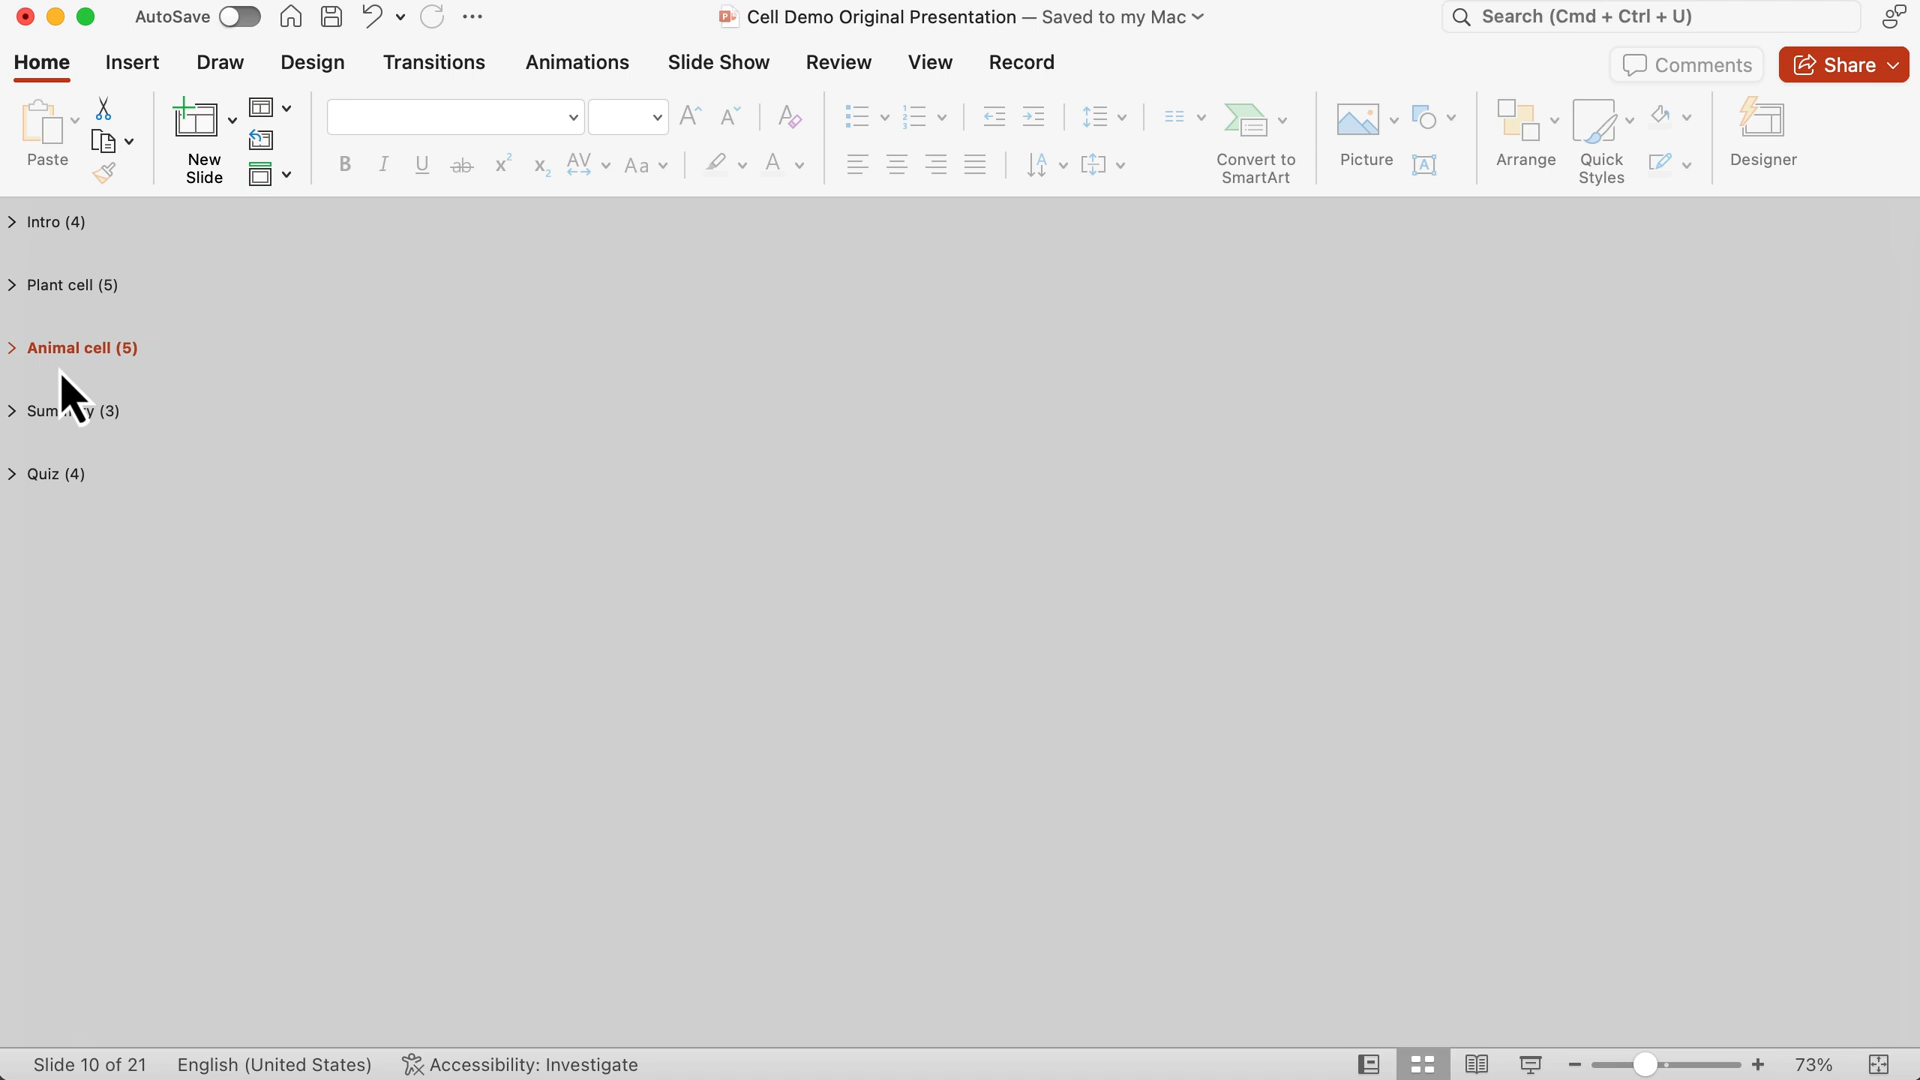 AutoSave
Cell Demo Original Presentation — Saved to my Mac
Search (Cmd + Ctrl + U)
Home Insert Draw Design Transitions Animations Slide Show Review View Record
Comments Share
Paste
New
Slide
Convert to
SmartArt
Picture
Arrange
Quick
Styles
Designer
Intro (4)
Plant cell (5)
Animal cell (5)
(3)
Quiz (4)
Slide 10 of 21 English (United States) Accessibility: Investigate 73%